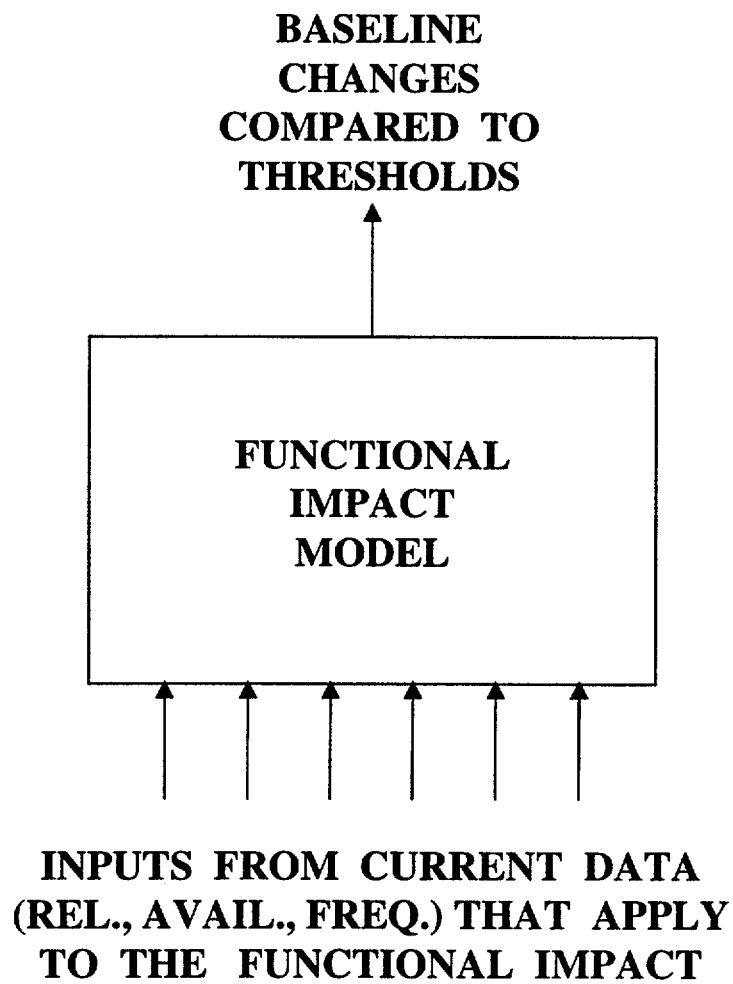 BASELINE
CHANGES
COMPARED TO
THRESHOLDS
FUNCTIONAL
IMPACT
MODEL
INPUTS FROM CURRENT DATA
(REL., AVAIL., FREQ.) THAT APPLY
TO THE FUNCTIONAL IMPACT